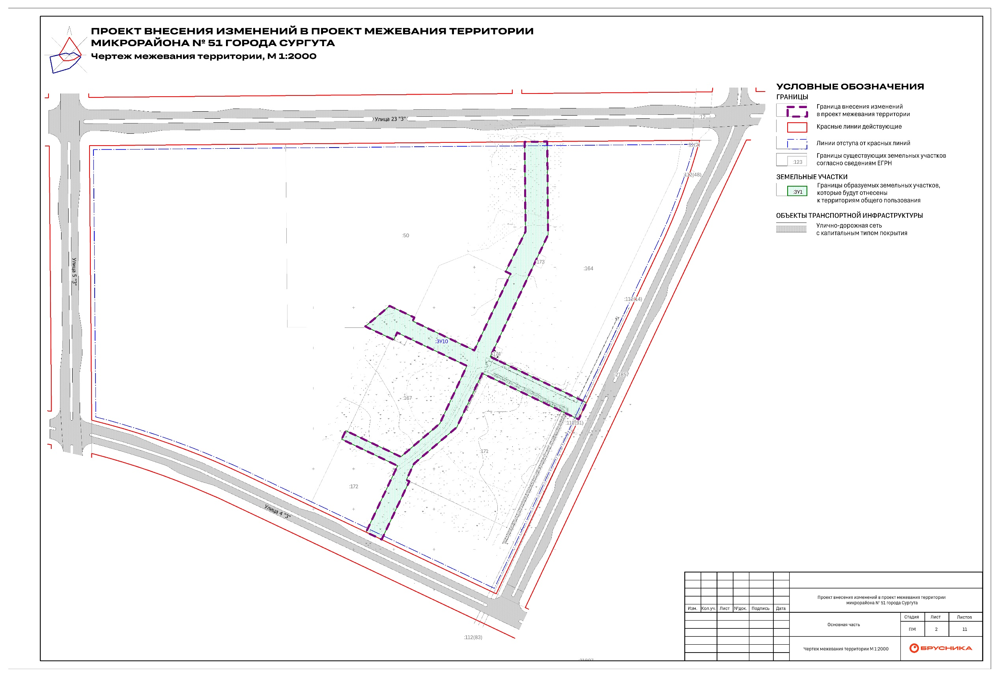 ПРОЕКТ ВНЕСЕНИЯ ИЗМЕНЕНИЙ В ПРОЕКТ МЕЖЕВАНИЯ ТЕРРИТОРИИ
МИКРОРАЙОНА № 51 ГОРОДА СУРГУТА
Чертеж межевания территории, М 1:2000
УСЛОВНЫЕ ОБОЗНАЧЕНИЯ
ГРАНИЦЫ
Граница внесения изменений
в проект межевания территории
Красные линии действующие
Линии отступа от красных линий
:123
Границы существующих земельных участков
согласно сведениям ЕГРН
ЗЕМЕЛЬНЫЕ УЧАСТКИ
:ЗУ1
Границы образуемых земельных участков,
которые будут отнесены
к территориям общего пользования
ОБЪЕКТЫ ТРАНСПОРТНОЙ ИНФРАСТРУКТУРЫ
Улично-дорожная сеть
с капитальным типом покрытия
Улица 23 "З"
:12
:11(2)
:112(48)
:50
:173
:164
Улица 5 "З"
:112(14)
:ЗУ10
:174
:21857
:167
:112(91)
:171
:172
Улица 4 "З"
:112(83)
Изм. Кол.уч. Лист №док. Подпись Дата
Проект внесения изменений в проект межевания территории
микрорайона № 51 города Сургута
Основная часть
Стадия Лист Листов
ПМ 2 11
Чертеж межевания территории М 1:2000
БРУСНИКА